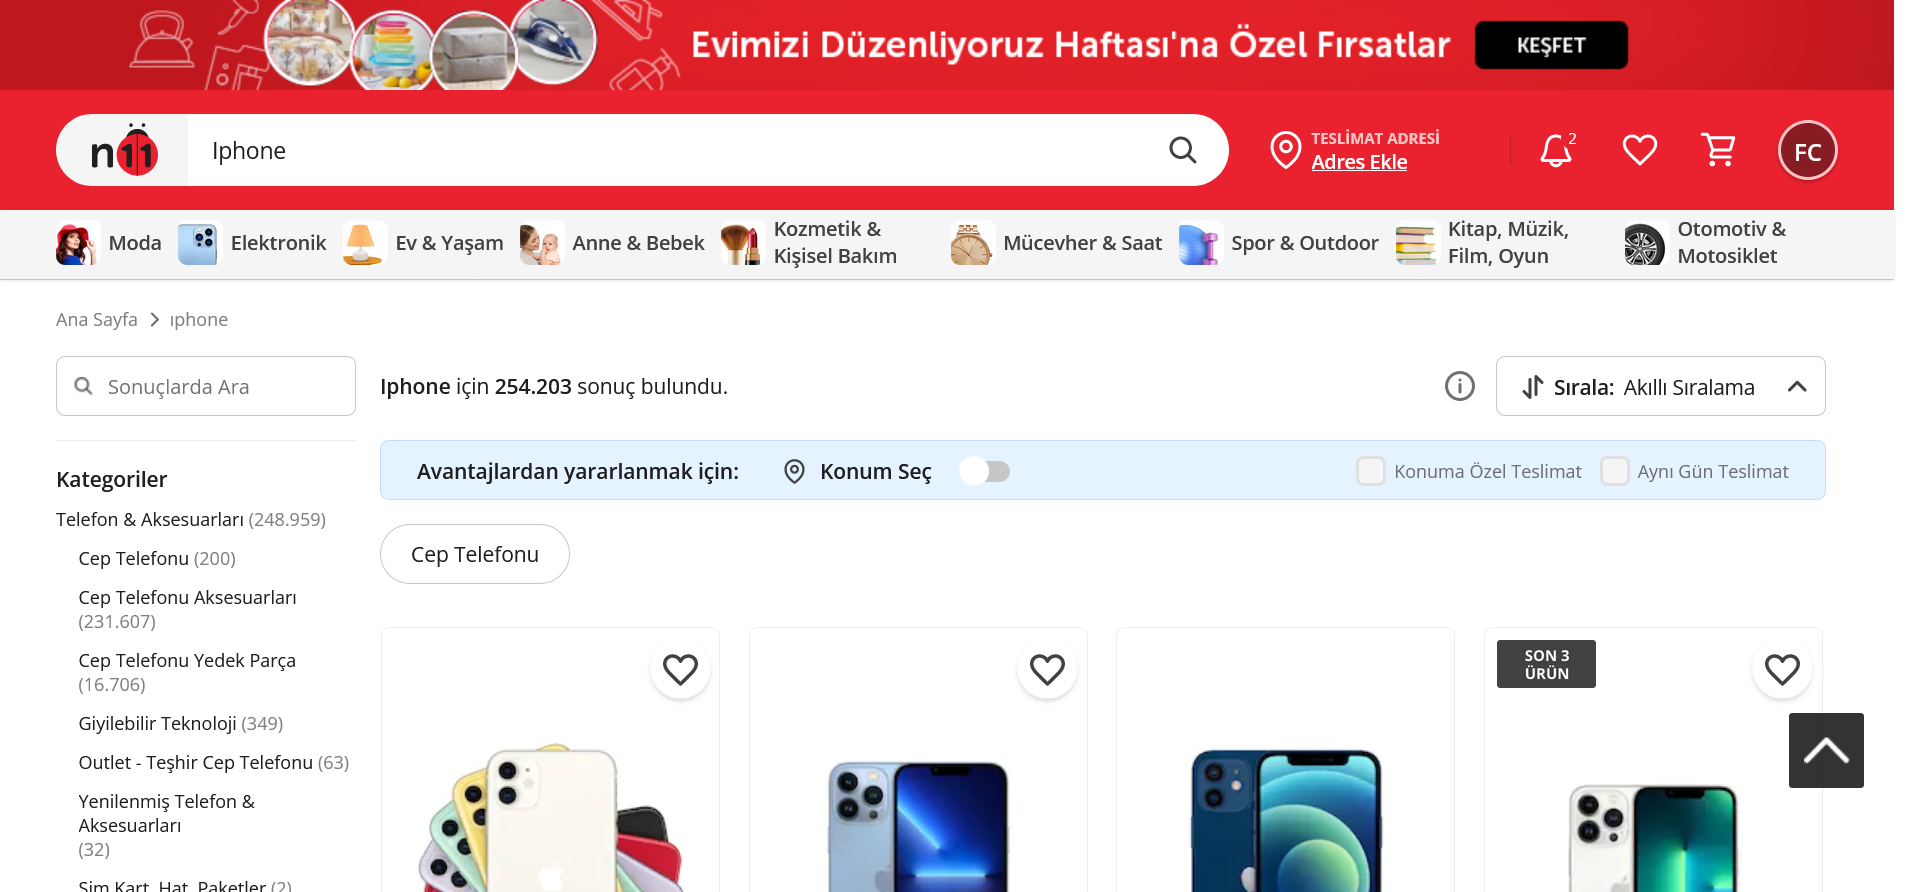 Evimizi Düzenliyoruz Haftası'na Özel Fırsatlar
KEŞFET
n11
Iphone
TESLİMAT ADRESİ
Adres Ekle
2
FC
Moda
Elektronik
Ev & Yaşam
Anne & Bebek
Kozmetik &
Kişisel Bakım
Mücevher & Saat
Spor & Outdoor
Kitap, Müzik,
Film, Oyun
Otomotiv &
Motosiklet
Ana Sayfa
ıphone
Sonuçlarda Ara
Iphone için 254.203 sonuç bulundu.
Sırala: Akıllı Sıralama
Avantajlardan yararlanmak için:
Konum Seç
Konuma Özel Teslimat
Aynı Gün Teslimat
Cep Telefonu
Kategoriler
Telefon & Aksesuarları (248.959)
Cep Telefonu (200)
Cep Telefonu Aksesuarları
(231.607)
Cep Telefonu Yedek Parça
(16.706)
Giyilebilir Teknoloji (349)
Outlet - Teşhir Cep Telefonu (63)
Yenilenmiş Telefon &
Aksesuarları
(32)
Sim Kart, Hat, Paketler (2)
SON 3
ÜRÜN